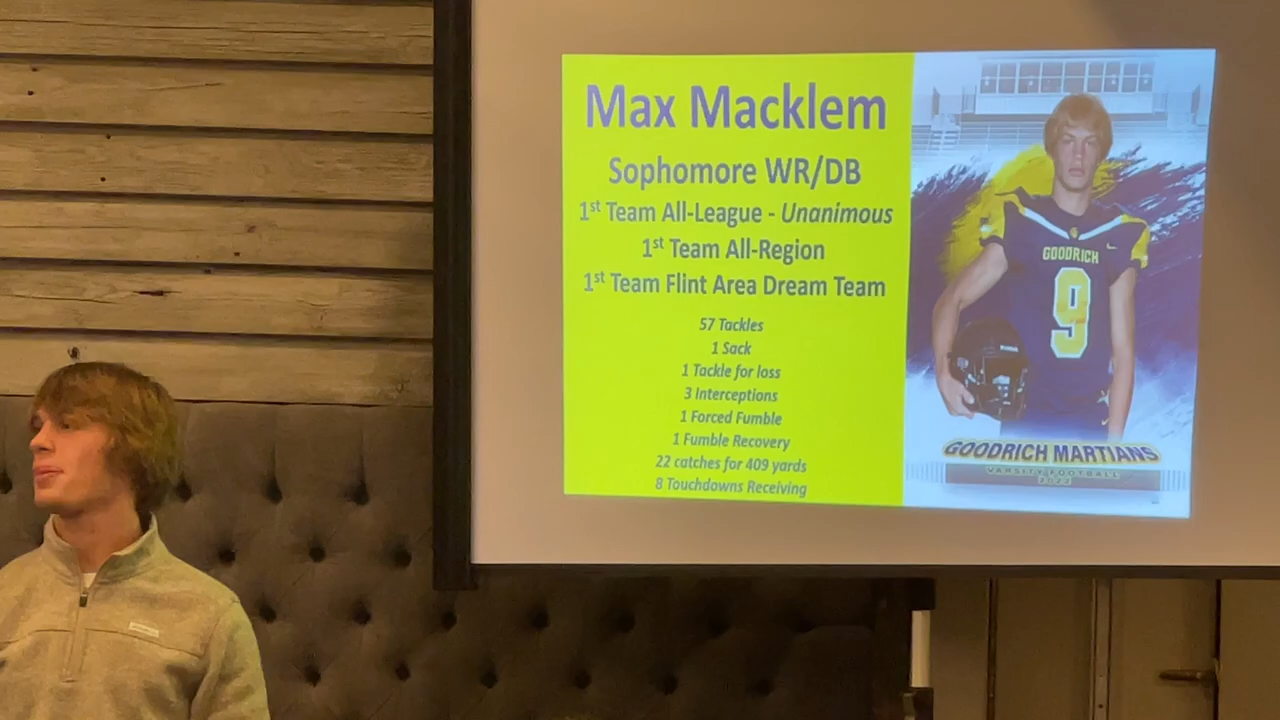 Max Macklem
Sophomore WR/DB
1st Team All-League - Unanimous
1st Team All-Region
1st Team Flint Area Dream Team
57 Tackles
1 Sack
1 Tackle for loss
3 Interceptions
1 Forced Fumble
1 Fumble Recovery
22 catches for 409 yards
8 Touchdowns Receiving
GOODRICH
9
GOODRICH MARTIANS
VARSITY FOOTBALL